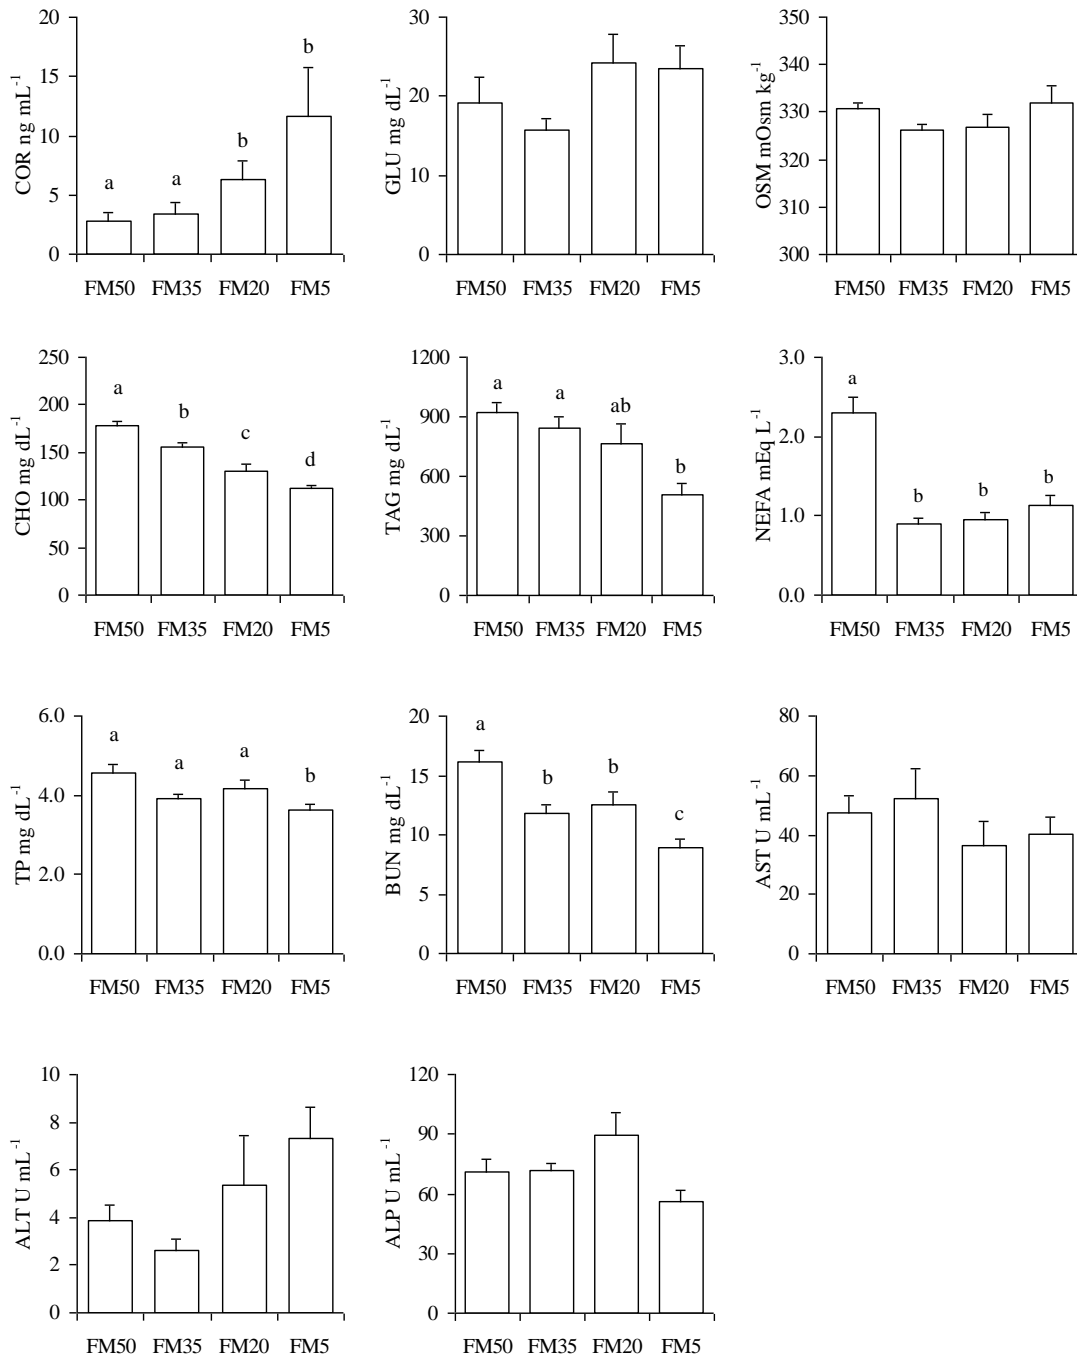 COR ng mL-1
20
15
10
5
0
a
a
b
b
FM50 FM35 FM20 FM5
GLU mg dL-1
30
20
10
0
FM50 FM35 FM20 FM5
OSM mOsm kg-1
350
340
330
320
310
300
FM50 FM35 FM20 FM5
CHO mg dL-1
250
200
150
100
50
0
a
b
c
d
FM50 FM35 FM20 FM5
TAG mg dL-1
1200
900
600
300
0
a
a
ab
b
FM50 FM35 FM20 FM5
NEFA mEq L-1
3.0
2.0
1.0
0.0
a
b
b
b
FM50 FM35 FM20 FM5
TP mg dL-1
6.0
4.0
2.0
0.0
a
a
a
b
FM50 FM35 FM20 FM5
BUN mg dL-1
20
15
10
5
0
a
b
b
c
FM50 FM35 FM20 FM5
AST U mL-1
80
60
40
20
0
FM50 FM35 FM20 FM5
ALT U mL-1
10
8
6
4
2
0
FM50 FM35 FM20 FM5
ALP U mL-1
120
90
60
30
0
FM50 FM35 FM20 FM5